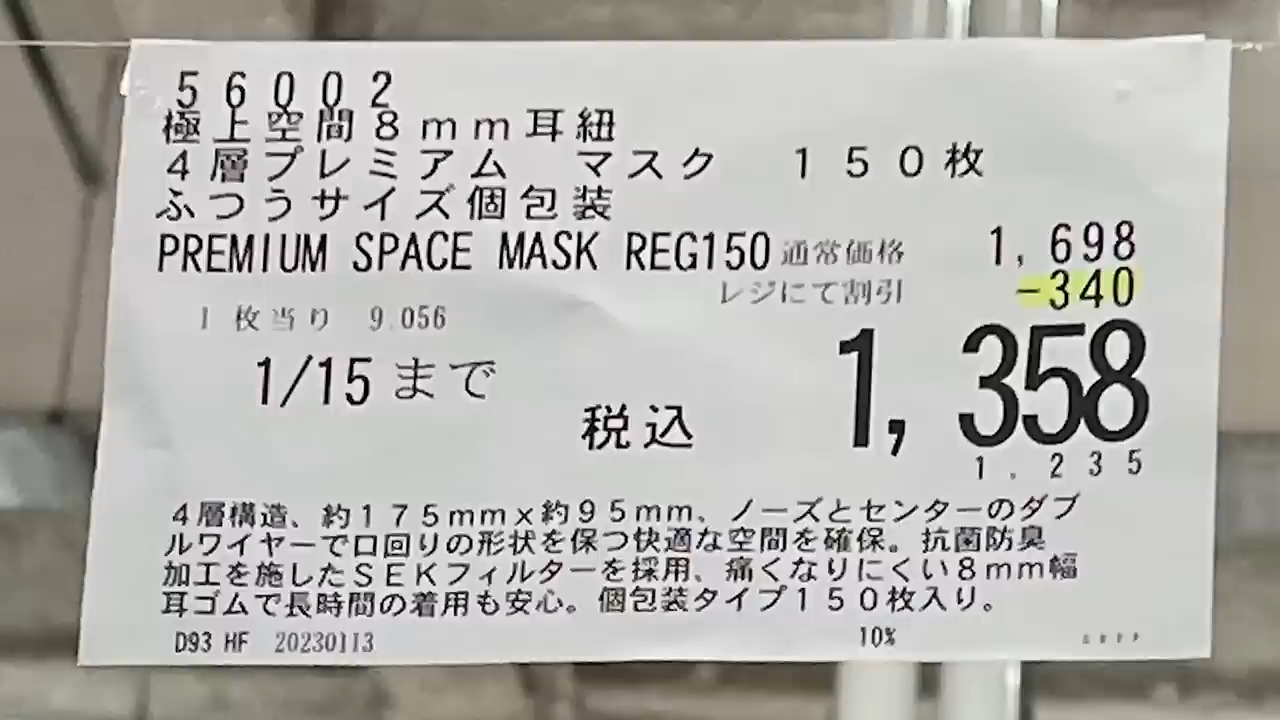 56002
極上空間8mm耳紐
4層プレミアム　マスク　150枚
ふつうサイズ個包装
PREMIUM SPACE MASK REG150 通常価格 1,698
レジにて割引 -340
1枚当り 9.056
1/15まで
税込 1,358
1.235
4層構造、約175mmx約95mm、ノーズとセンターのダブ
ルワイヤーで口回りの形状を保つ快適な空間を確保。抗菌防臭
加工を施したSEKフィルターを採用、痛くなりにくい8mm幅
耳ゴムで長時間の着用も安心。個包装タイプ150枚入り。
D93 HF 20230113 10%